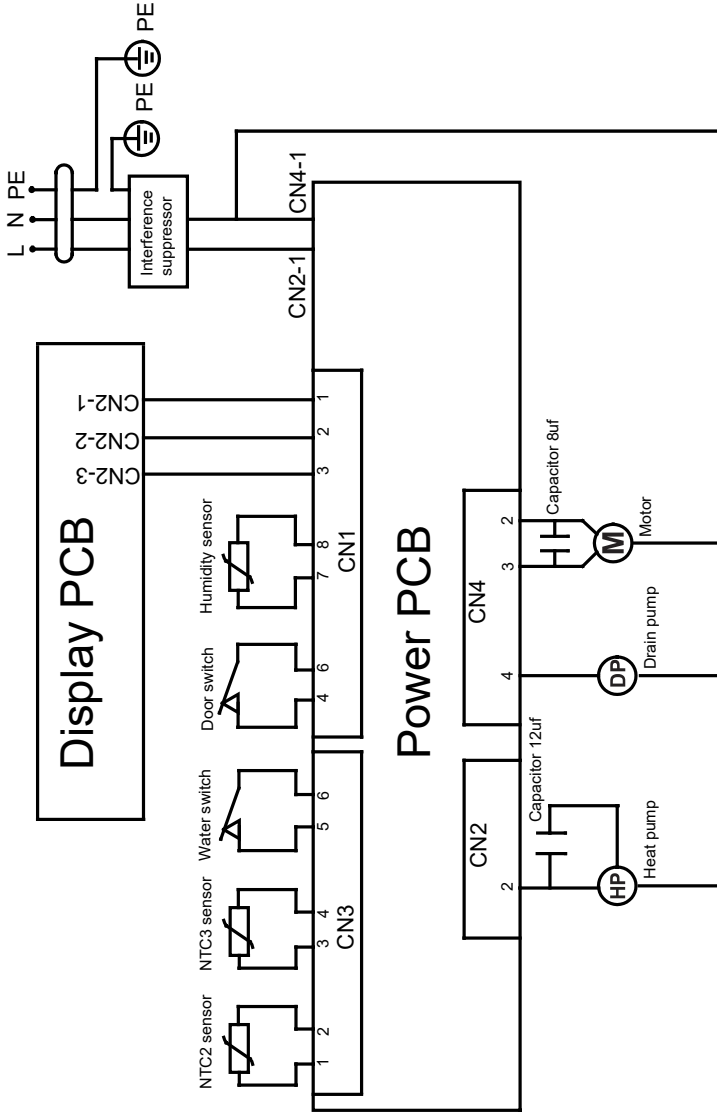 L N PE
PE
PE
Interference
suppressor
CN2-1
CN4-1
Display PCB
CN2-3
CN2-2
CN2-1
NTC2 sensor
NTC3 sensor
Water switch
Door switch
Humidity sensor
1 2 3 4 5 6
4 6 7 8 3 2 1
CN3
CN1
Power PCB
CN2
CN4
2
4
3 2
Capacitor 12uf
Capacitor 8uf
HP
DP
M
Heat pump
Drain pump
Motor